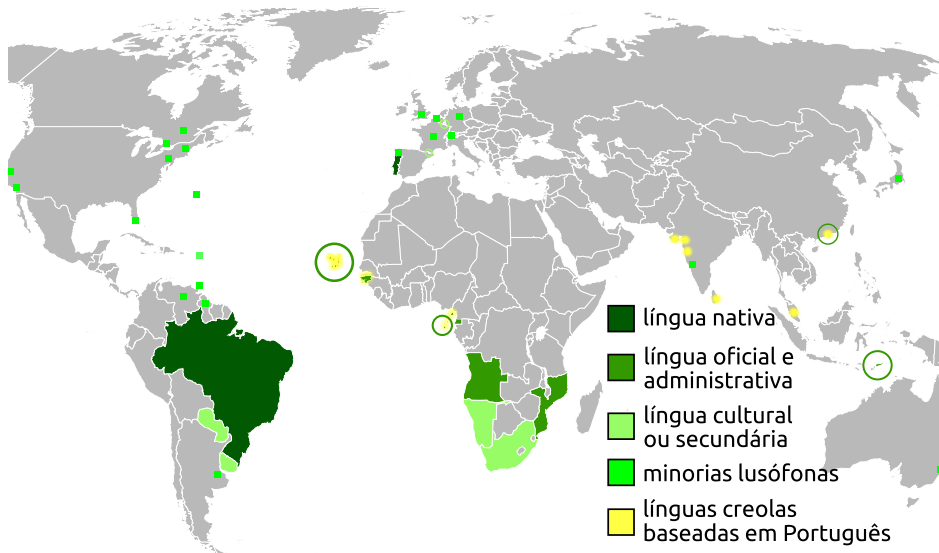 língua nativa
língua oficial e
administrativa
língua cultural
ou secundária
minorias lusófonas
línguas creolas
baseadas em Português